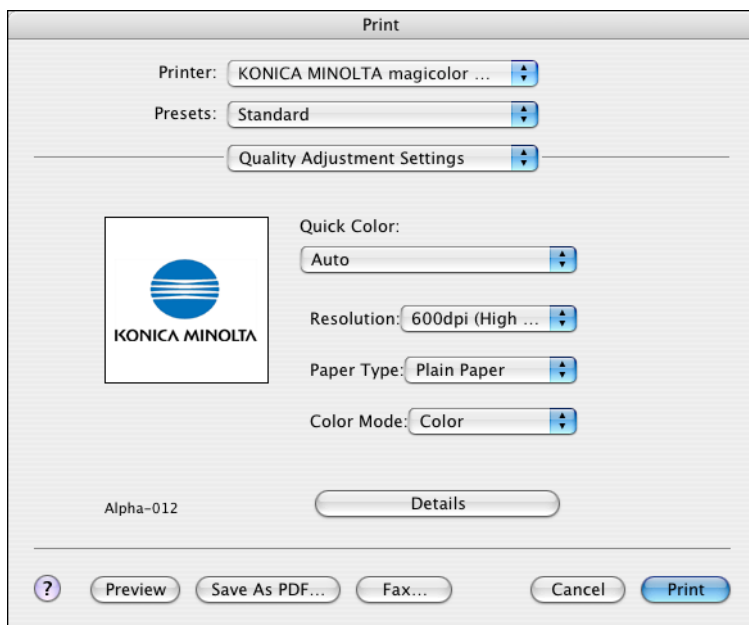 Print
Printer: KONICA MINOLTA magicolor ...
Presets: Standard
Quality Adjustment Settings
Quick Color:
Auto
KONICA MINOLTA
Resolution: 600dpi (High ...
Paper Type: Plain Paper
Color Mode: Color
Alpha-012
Details
? Preview Save As PDF... Fax... Cancel Print